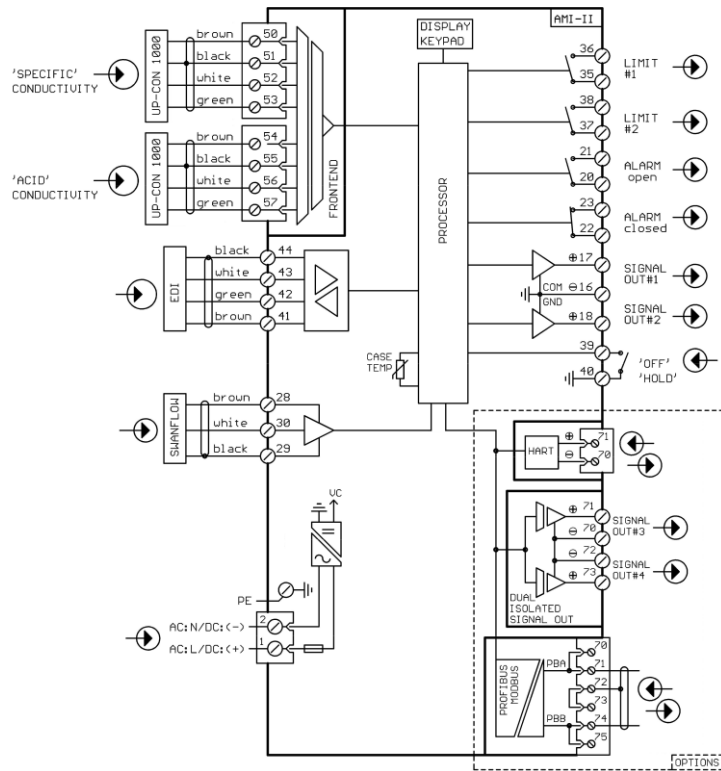 AMI-II
DISPLAY
KEYPAD
'SPECIFIC'
CONDUCTIVITY
UP-CON 1000
brown 50
black 51
white 52
green 53
'ACID'
CONDUCTIVITY
UP-CON 1000
brown 54
black 55
white 56
green 57
FRONTEND
PROCESSOR
36
35
LIMIT
#1
38
37
LIMIT
#2
21
20
ALARM
open
23
22
ALARM
closed
EDI
black 44
white 43
green 42
brown 41
⊕ 17
SIGNAL
OUT#1
COM ⊖ 16
GND
⊕ 18
SIGNAL
OUT#2
CASE
TEMP
39
40
'OFF'
'HOLD'
SWANFLOW
brown 28
white 30
black 29
HART
⊕ 71
⊖ 70
VC
⊕ 71
SIGNAL
OUT#3
⊖ 70
⊖ 72
SIGNAL
OUT#4
⊕ 73
DUAL
ISOLATED
SIGNAL OUT
PE
AC:N/DC:(-) 2
AC:L/DC:(+) 1
PROFIBUS
MODBUS
70
PBA 71
72
73
PBB 74
75
OPTIONS